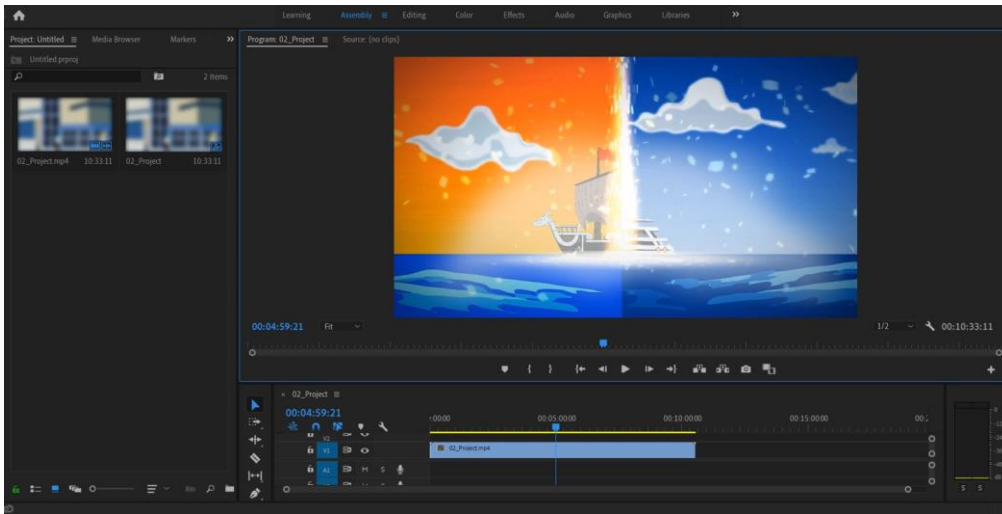 Learning Assembly Editing Color Effects Audio Graphics Libraries »
Project: Untitled Media Browser Markers »
Program: 02_Project Source: (no clips)
Untitled.prproj
2 Items
02_Project.mp4 10:33:11 02_Project 10:33:11
00:04:59:21 Fit 1/2 00:10:33:11
× 02_Project
00:04:59:21
:00:00 00:05:00:00 00:10:00:00 00:15:00:00 00:2
V2
V1 02_Project.mp4
A1 M S
S S